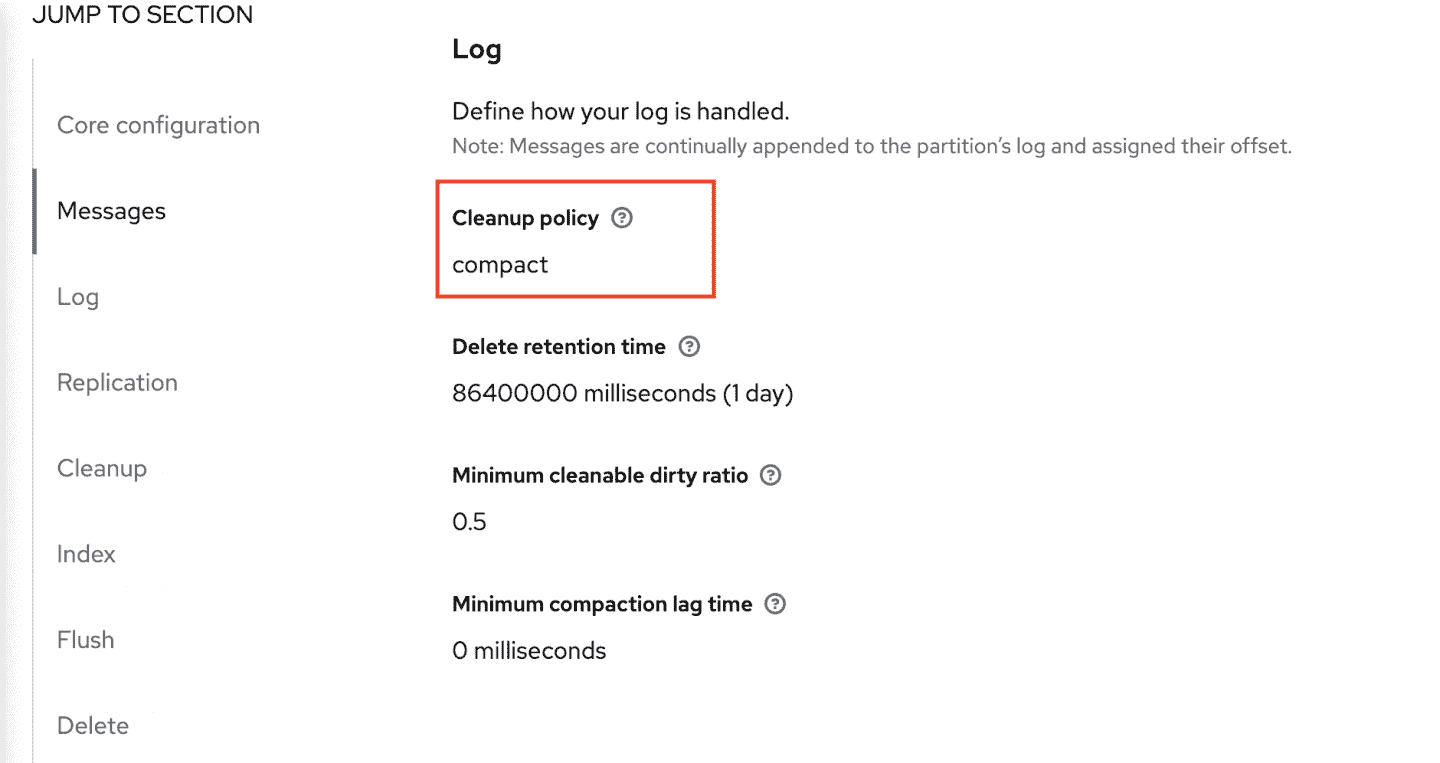 JUMP TO SECTION
Core configuration
Messages
Log
Replication
Cleanup
Index
Flush
Delete
Log
Define how your log is handled.
Note: Messages are continually appended to the partition’s log and assigned their offset.
Cleanup policy ?
compact
Delete retention time ?
86400000 milliseconds (1 day)
Minimum cleanable dirty ratio ?
0.5
Minimum compaction lag time ?
0 milliseconds